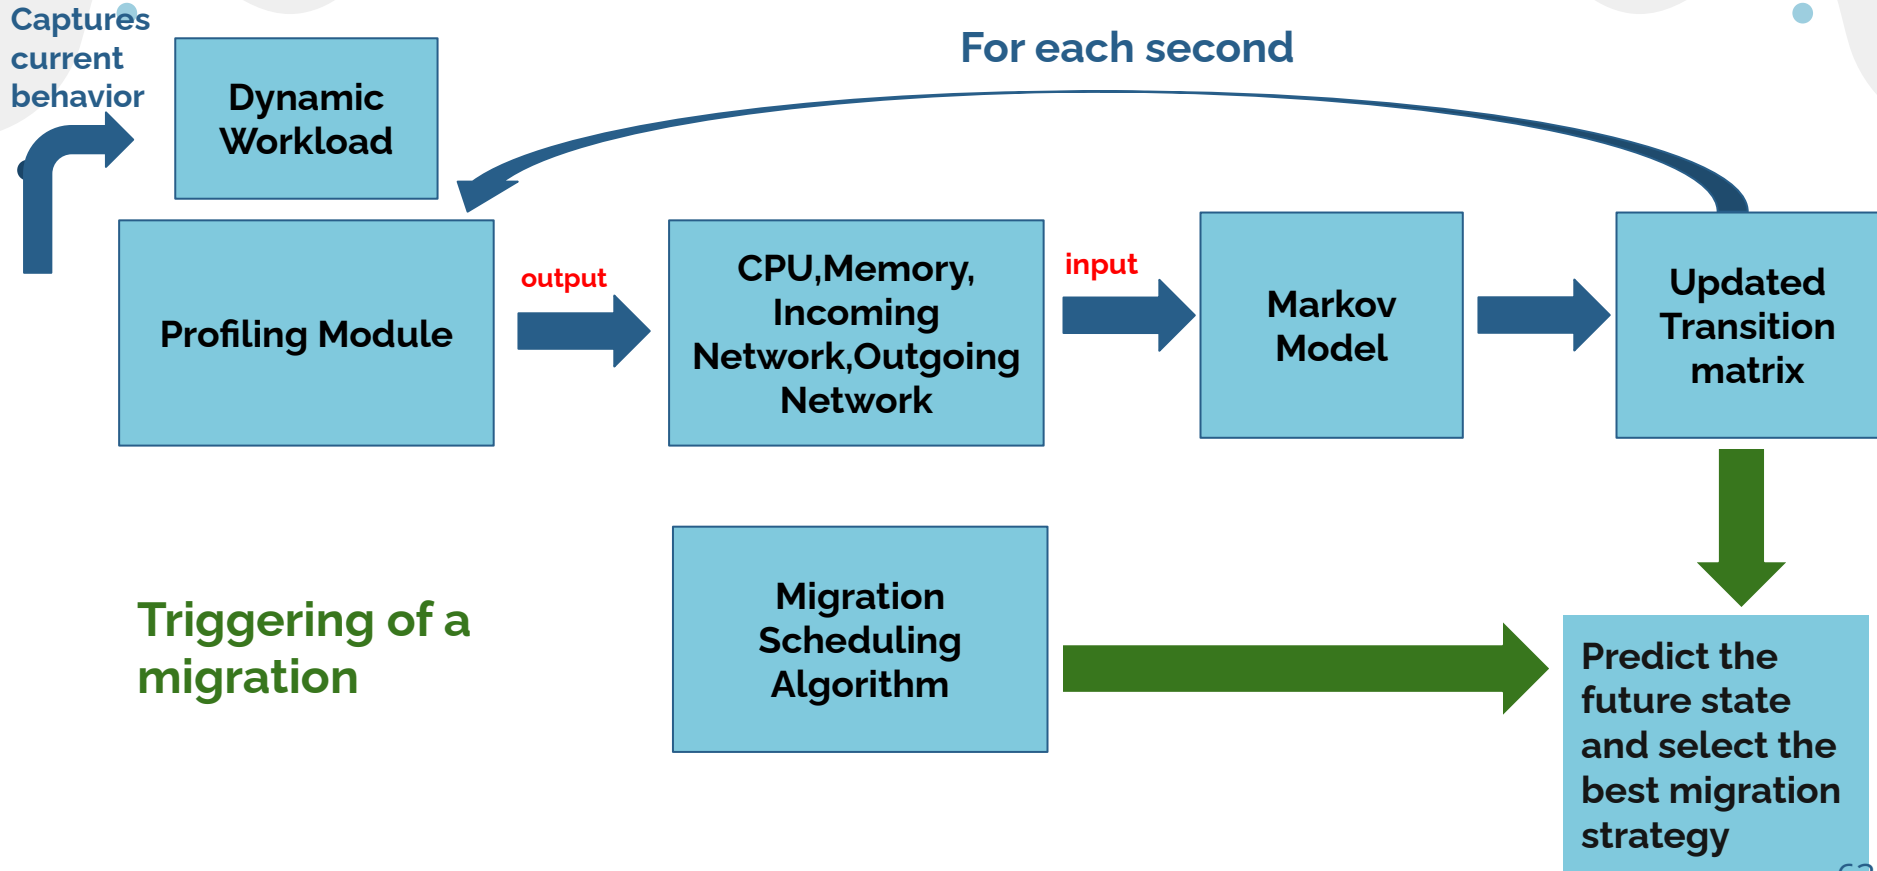 Captures
current
behavior
Dynamic
Workload
For each second
Profiling Module
output
CPU,Memory,
Incoming
Network,Outgoing
Network
input
Markov
Model
Updated
Transition
matrix
Triggering of a
migration
Migration
Scheduling
Algorithm
Predict the
future state
and select the
best migration
strategy